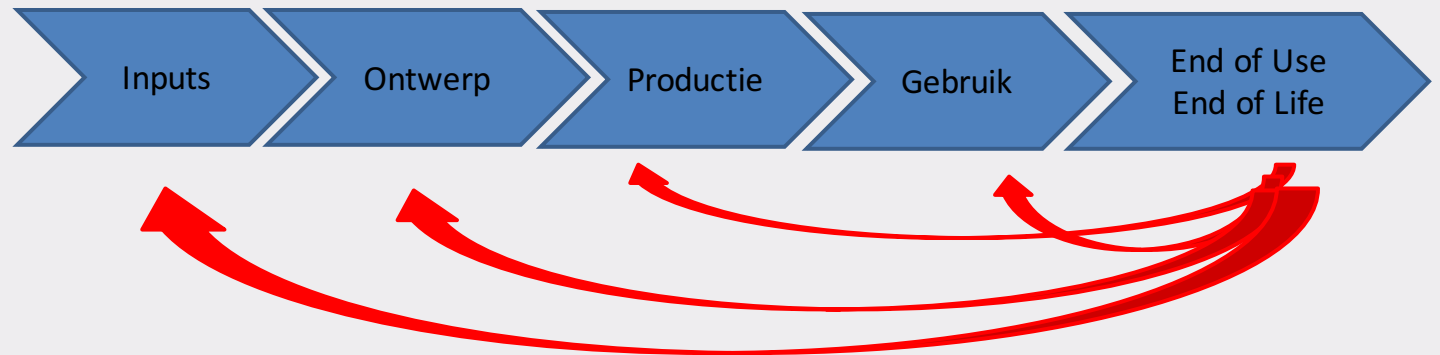 Inputs
Ontwerp
Productie
Gebruik
End of Use
End of Life